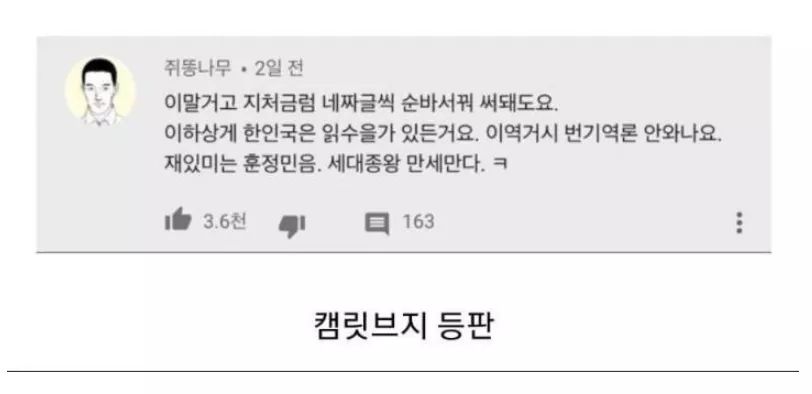 쥐똥나무 • 2일 전
이말거고 지처금럼 네짜글씩 순바서꿔 써돼도요.
이하상게 한인국은 읽수을가 있든거요. 이역거시 번기역론 안와나요.
재있미는 훈정민음. 세대종왕 만세만다. ㅋ
3.6천 163
캠릿브지 등판